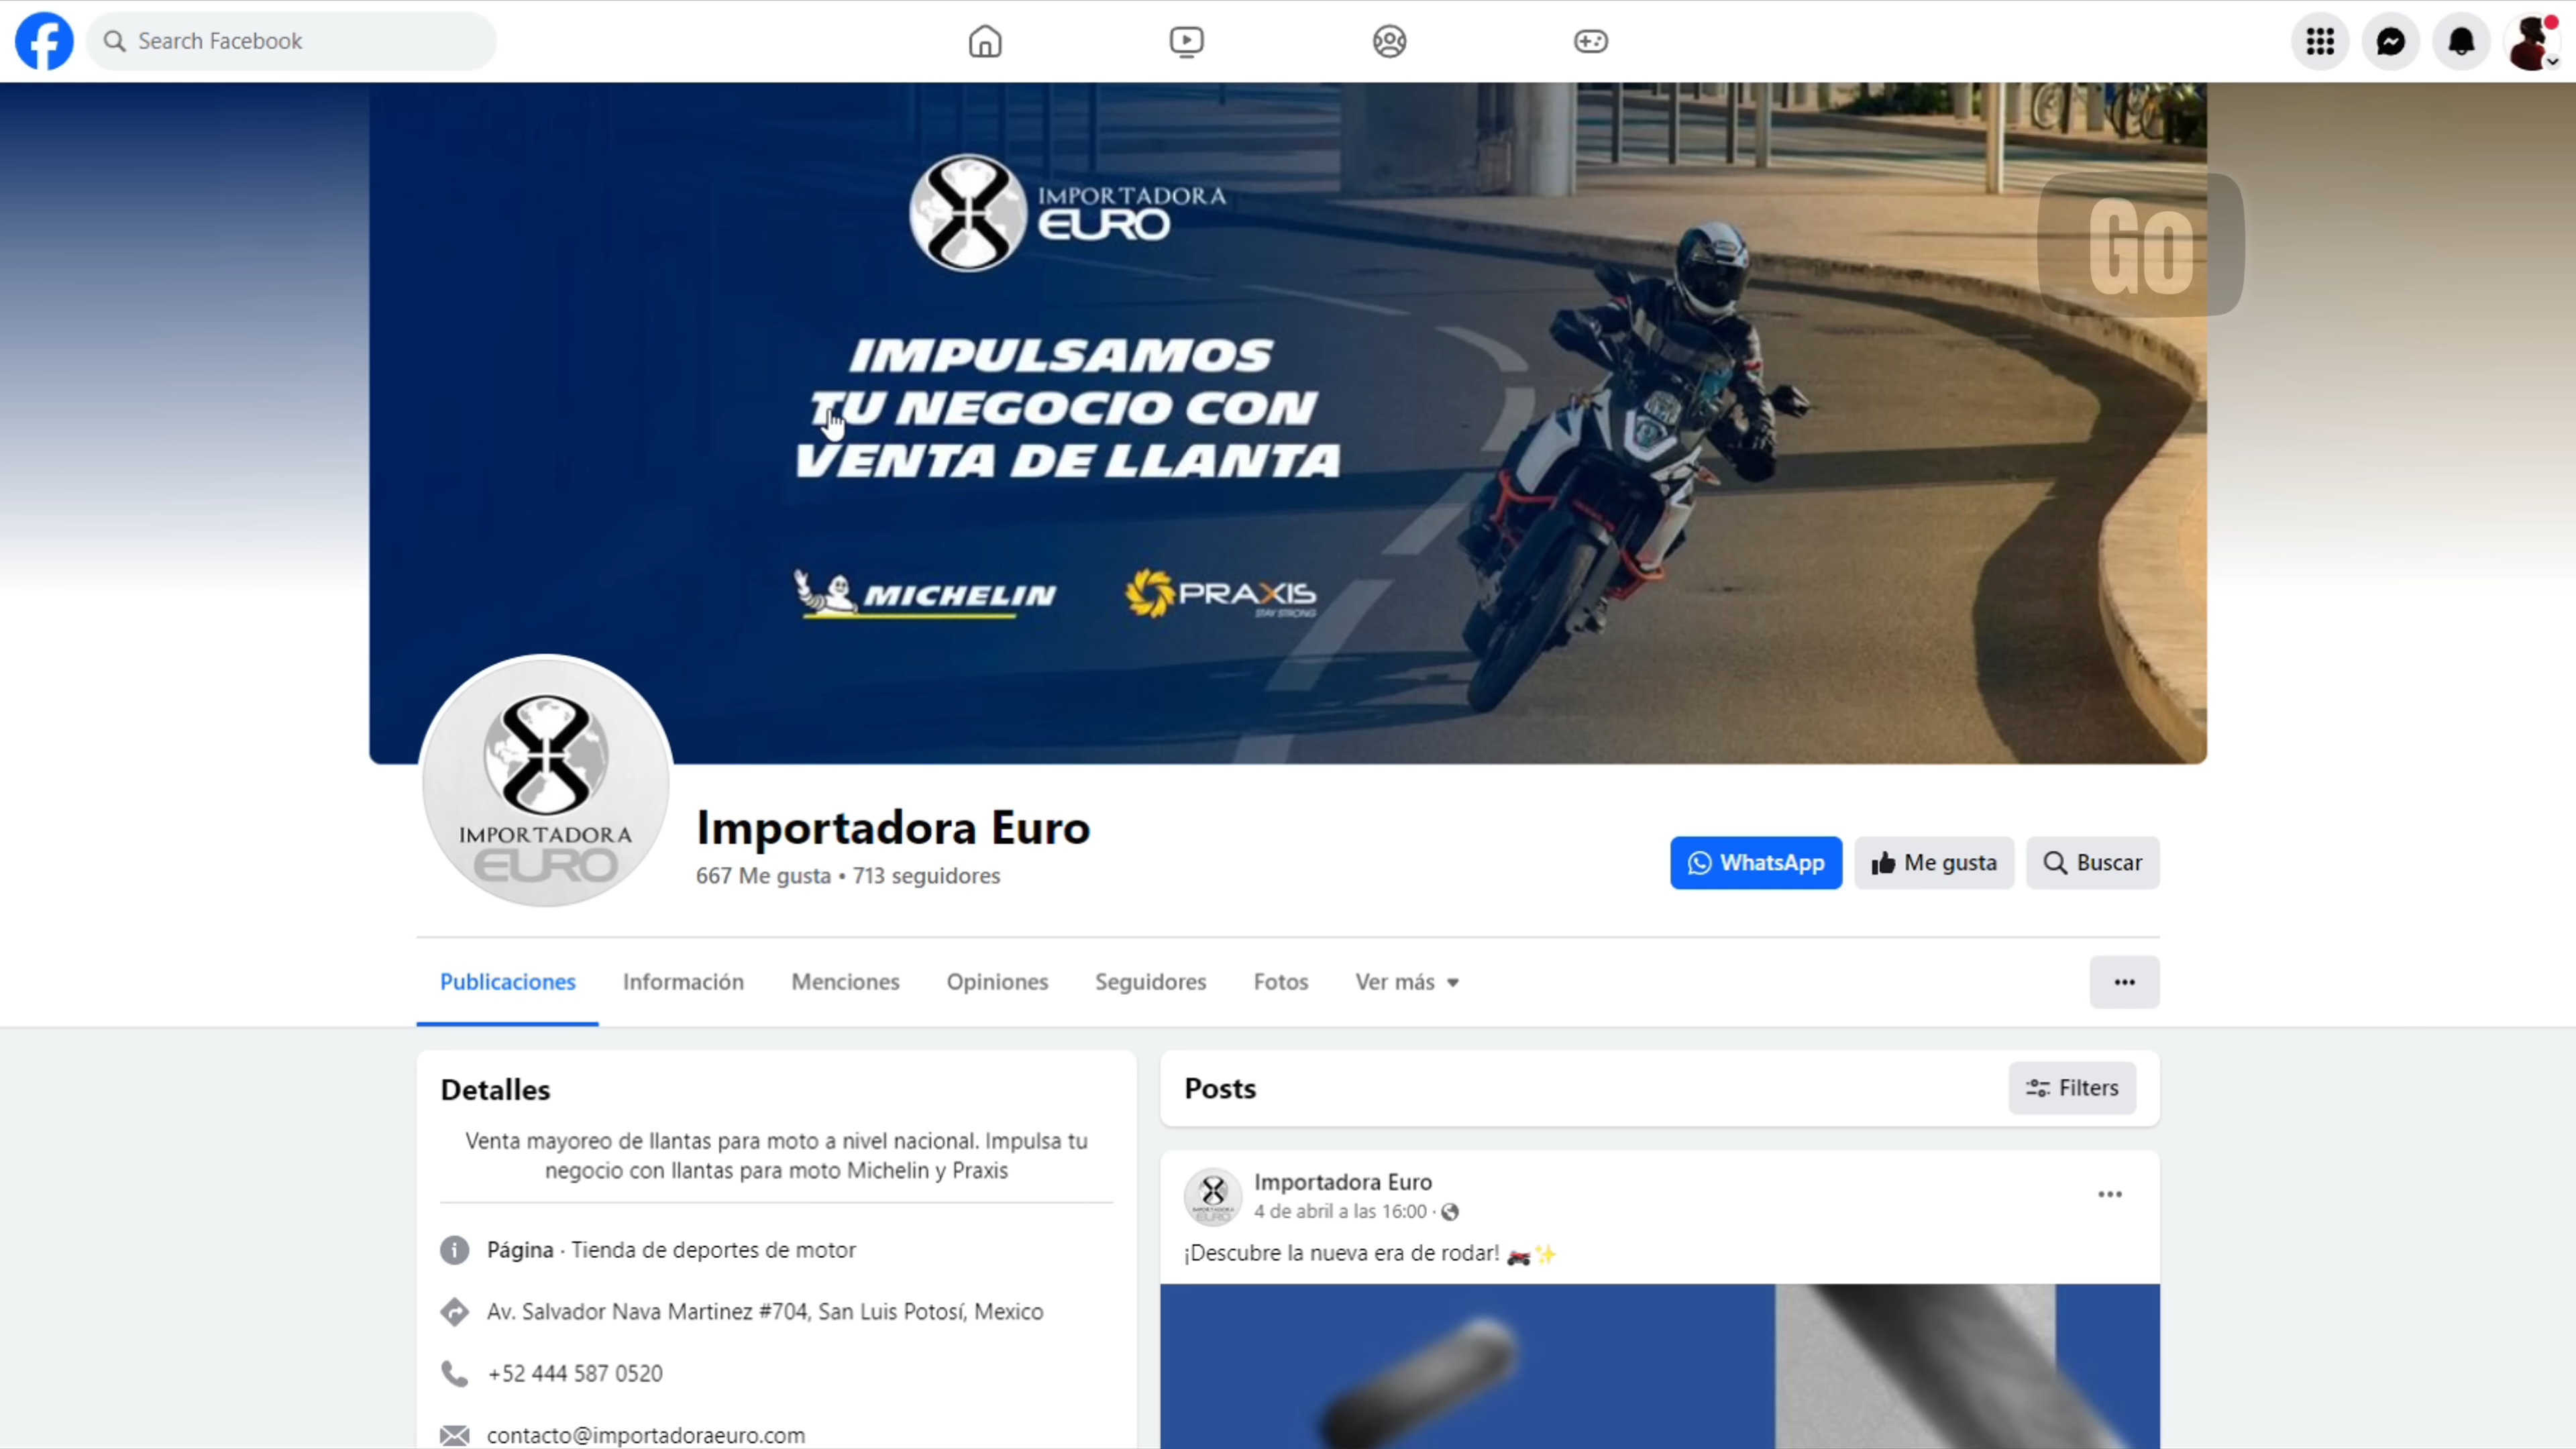 Search Facebook
IMPORTADORA
EURO
Go
IMPULSAMOS
TU NEGOCIO CON
VENTA DE LLANTA
MICHELIN
PRAXIS
STAY STRONG
IMPORTADORA
EURO
Importadora Euro
667 Me gusta • 713 seguidores
WhatsApp
Me gusta
Buscar
Publicaciones
Información
Menciones
Opiniones
Seguidores
Fotos
Ver más
Detalles
Venta mayoreo de llantas para moto a nivel nacional. Impulsa tu
negocio con llantas para moto Michelin y Praxis
Página · Tienda de deportes de motor
Av. Salvador Nava Martinez #704, San Luis Potosí, Mexico
+52 444 587 0520
contacto@importadoraeuro.com
Posts
Filters
IMPORTADORA
EURO
Importadora Euro
4 de abril a las 16:00 ·
¡Descubre la nueva era de rodar! 🏍️✨